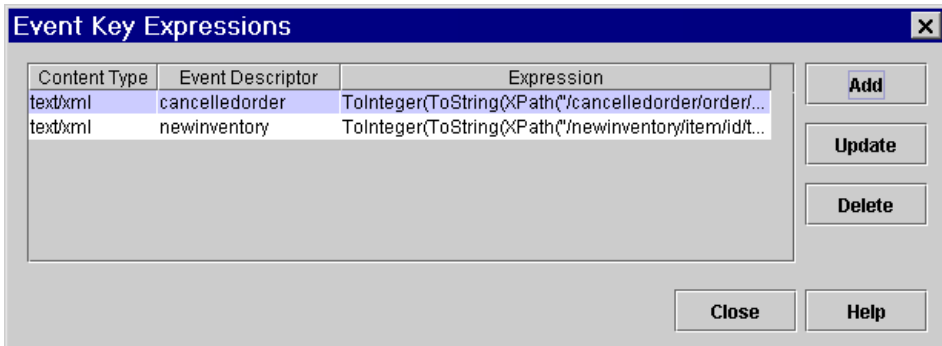 Event Key Expressions
Content Type Event Descriptor Expression Add
text/xml cancelledorder ToInteger(ToString(XPath("/cancelledorder/order/...
text/xml newinventory ToInteger(ToString(XPath("/newinventory/item/id/t...
Update
Delete
Close Help